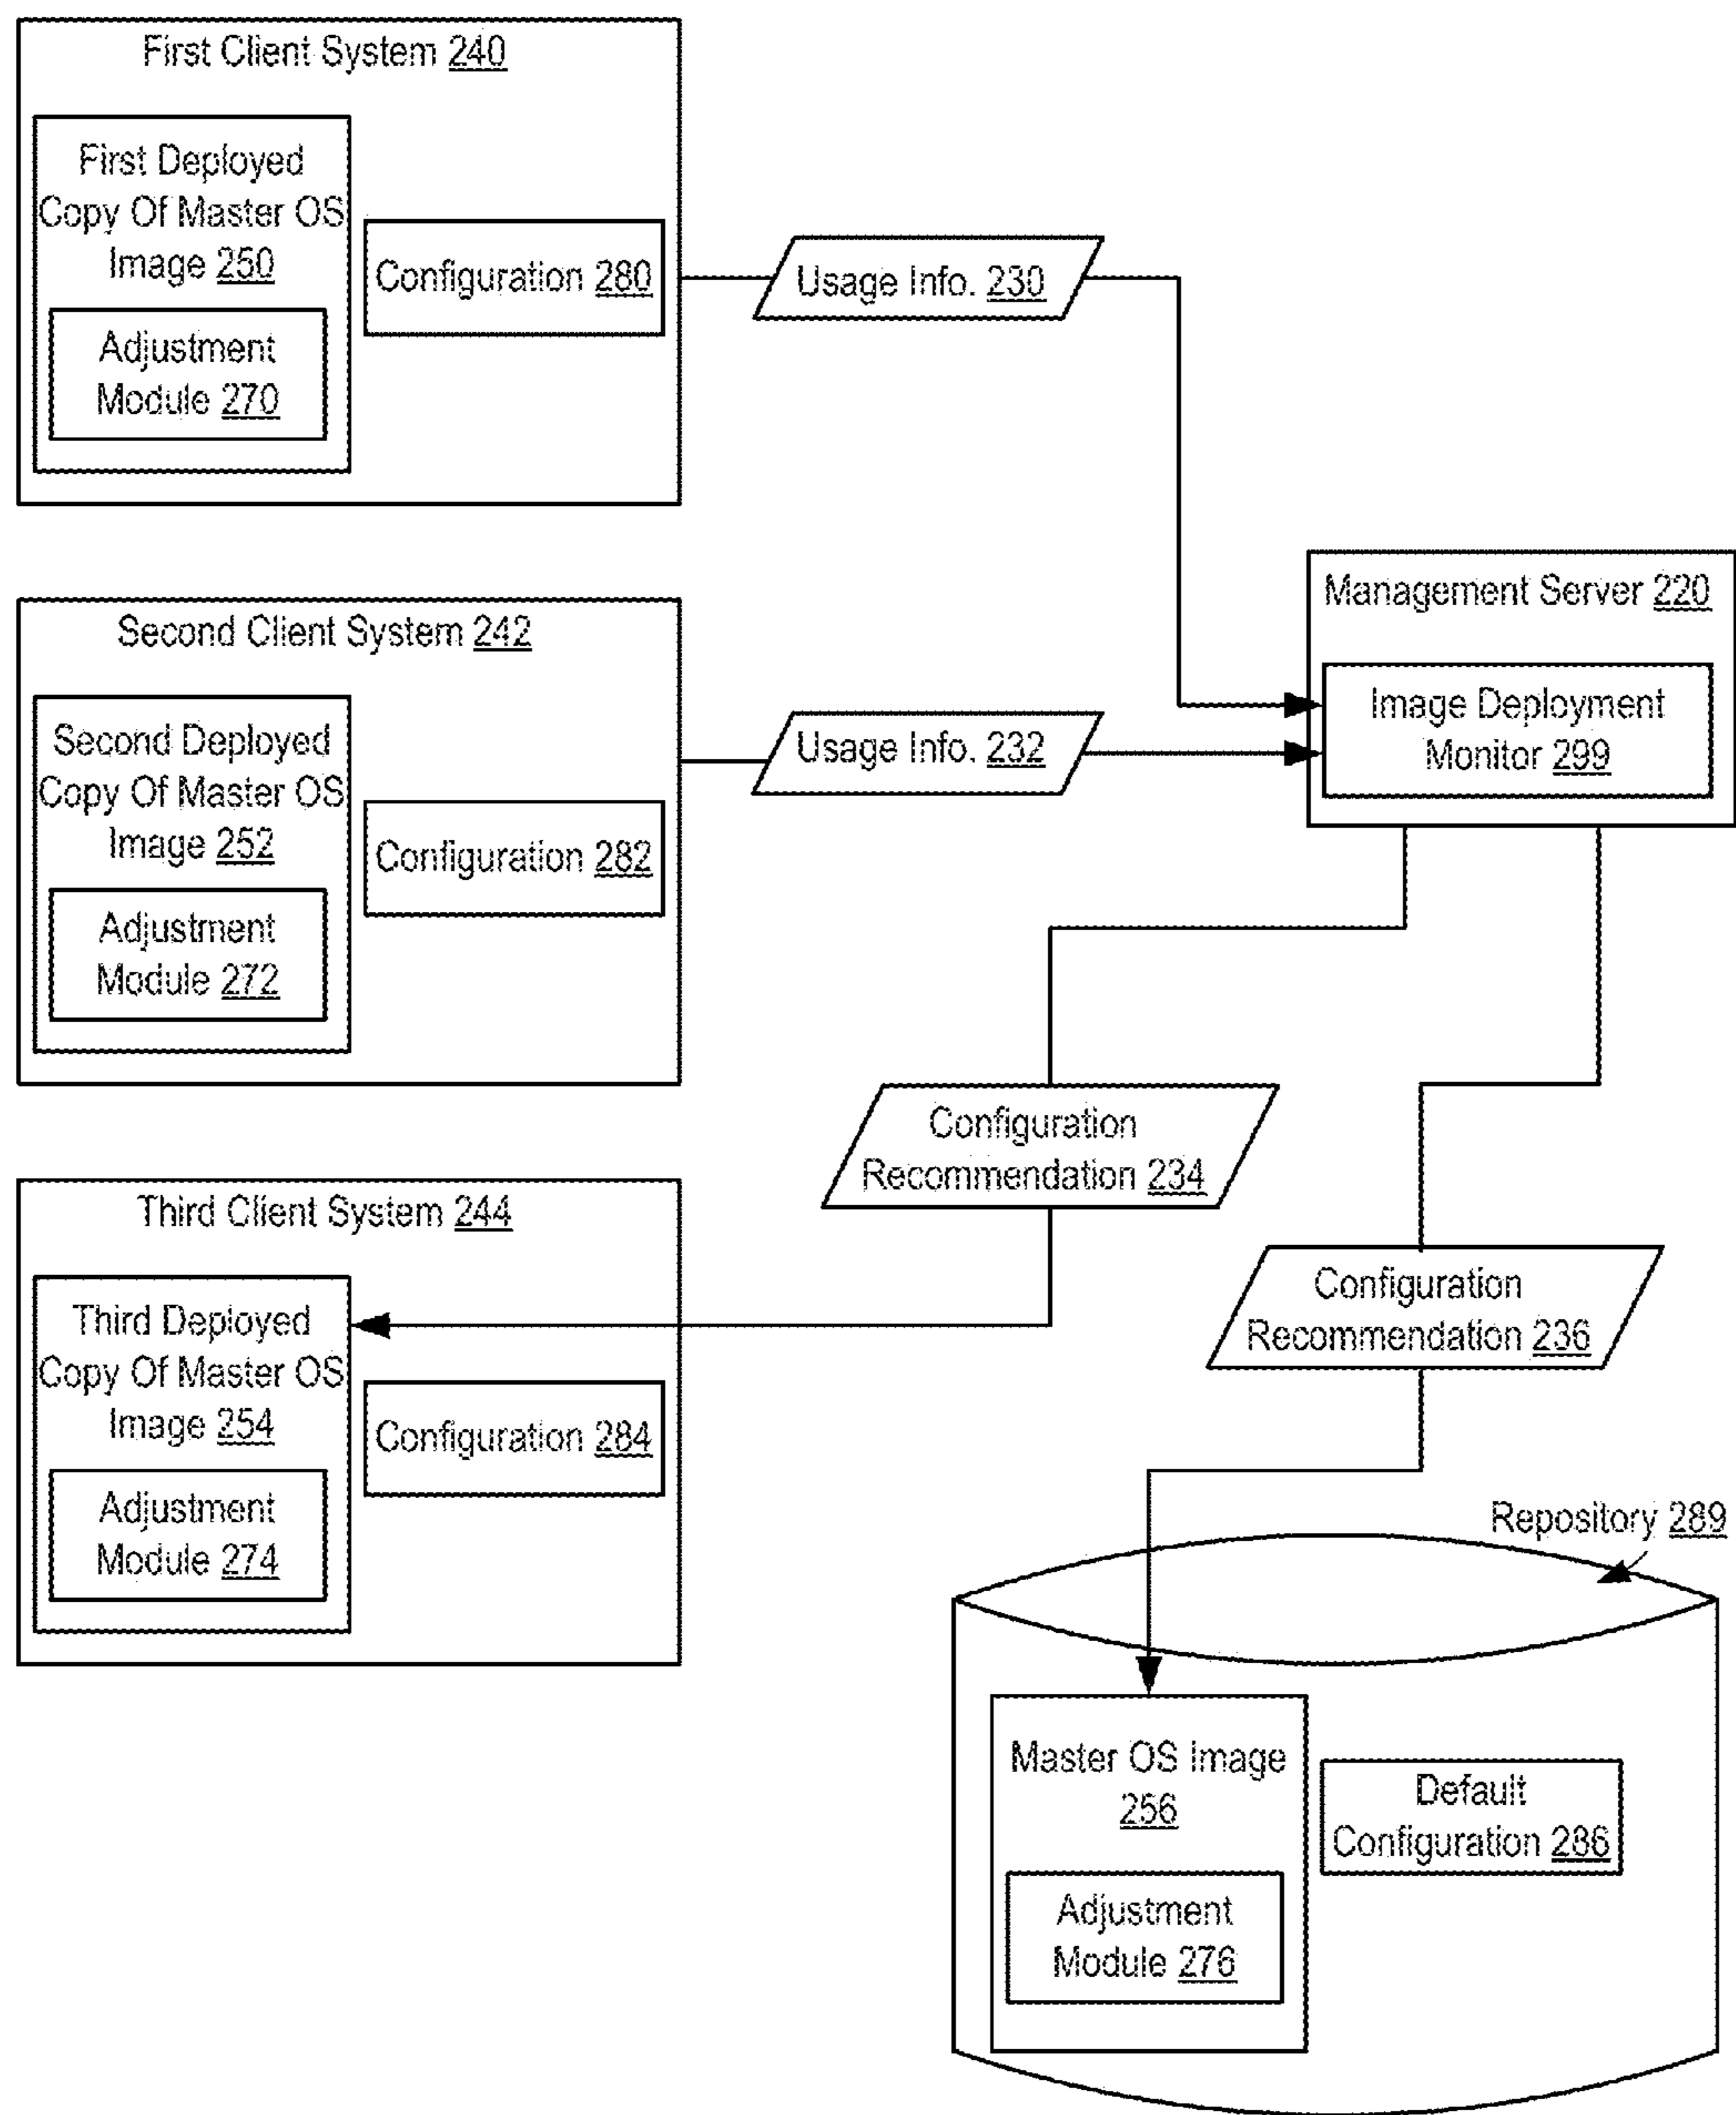 First Client System 240
First Deployed
Copy Of Master OS
Image 250
Adjustment
Module 270
Configuration 280
Usage Info. 230
Second Client System 242
Second Deployed
Copy Of Master OS
Image 252
Adjustment
Module 272
Configuration 282
Usage Info. 232
Management Server 220
Image Deployment
Monitor 299
Configuration
Recommendation 234
Configuration
Recommendation 236
Third Client System 244
Third Deployed
Copy Of Master OS
Image 254
Adjustment
Module 274
Configuration 284
Repository 289
Master OS Image
256
Adjustment
Module 276
Default
Configuration 286